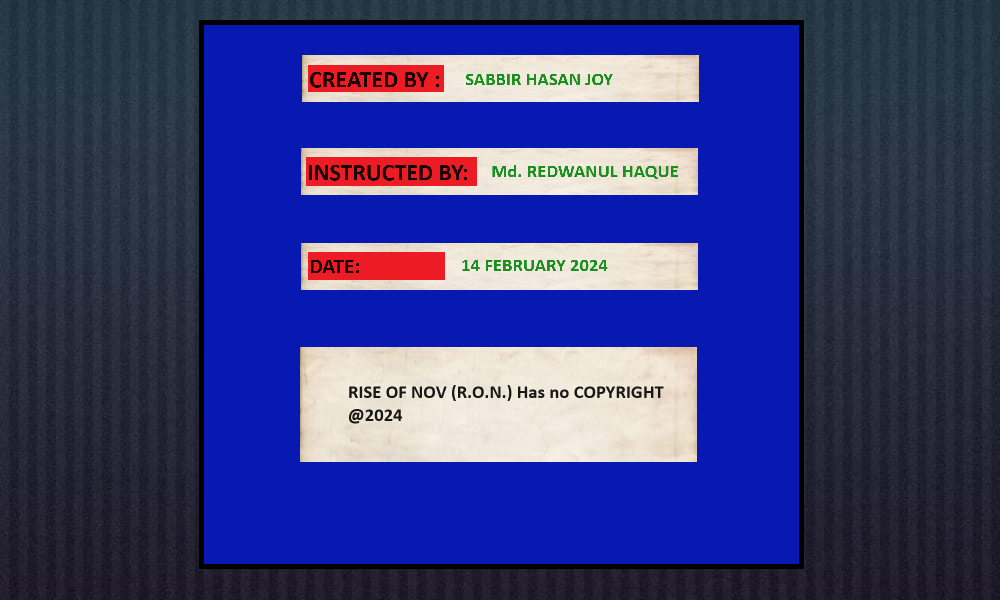 CREATED BY : SABBIR HASAN JOY
INSTRUCTED BY: Md. REDWANUL HAQUE
DATE: 14 FEBRUARY 2024
RISE OF NOV (R.O.N.) Has no COPYRIGHT
@2024